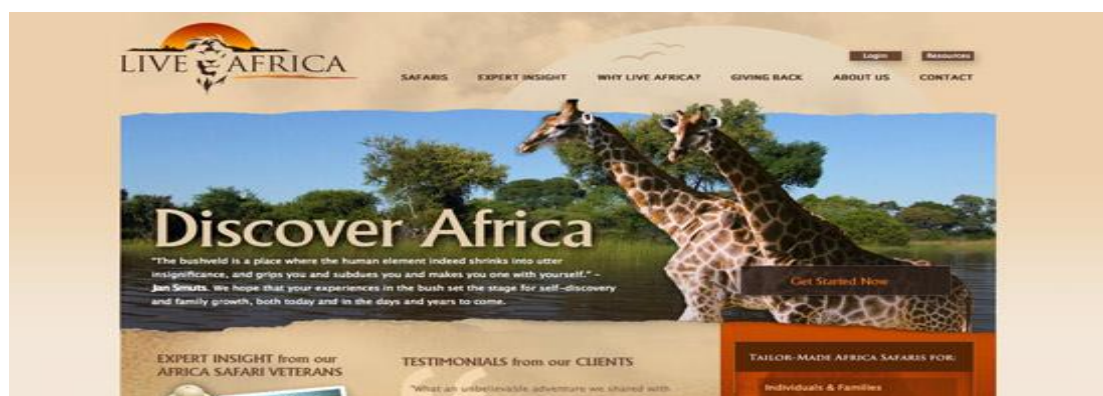 LIVE AFRICA
Login
Resources
SAFARIS
EXPERT INSIGHT
WHY LIVE AFRICA?
GIVING BACK
ABOUT US
CONTACT
Discover Africa
"The bushveld is a place where the human element indeed shrinks into utter
insignificance, and grips you and subdues you and makes you one with yourself." –
Jan Smuts. We hope that your experiences in the bush set the stage for self-discovery
and family growth, both today and in the days and years to come.
Get Started Now
EXPERT INSIGHT from our
AFRICA SAFARI VETERANS
TESTIMONIALS from our CLIENTS
"What an unbelievable adventure we shared with
TAILOR-MADE AFRICA SAFARIS FOR:
Individuals & Families